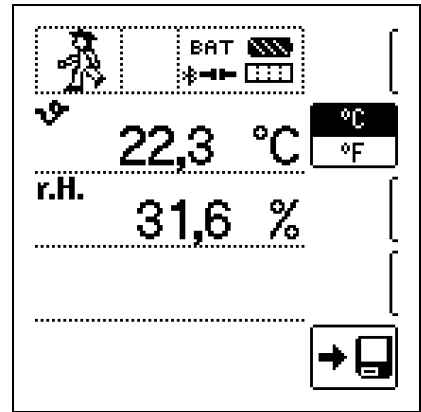 BAT
ϑ
22,3 °C
°C
°F
r.H.
31,6 %